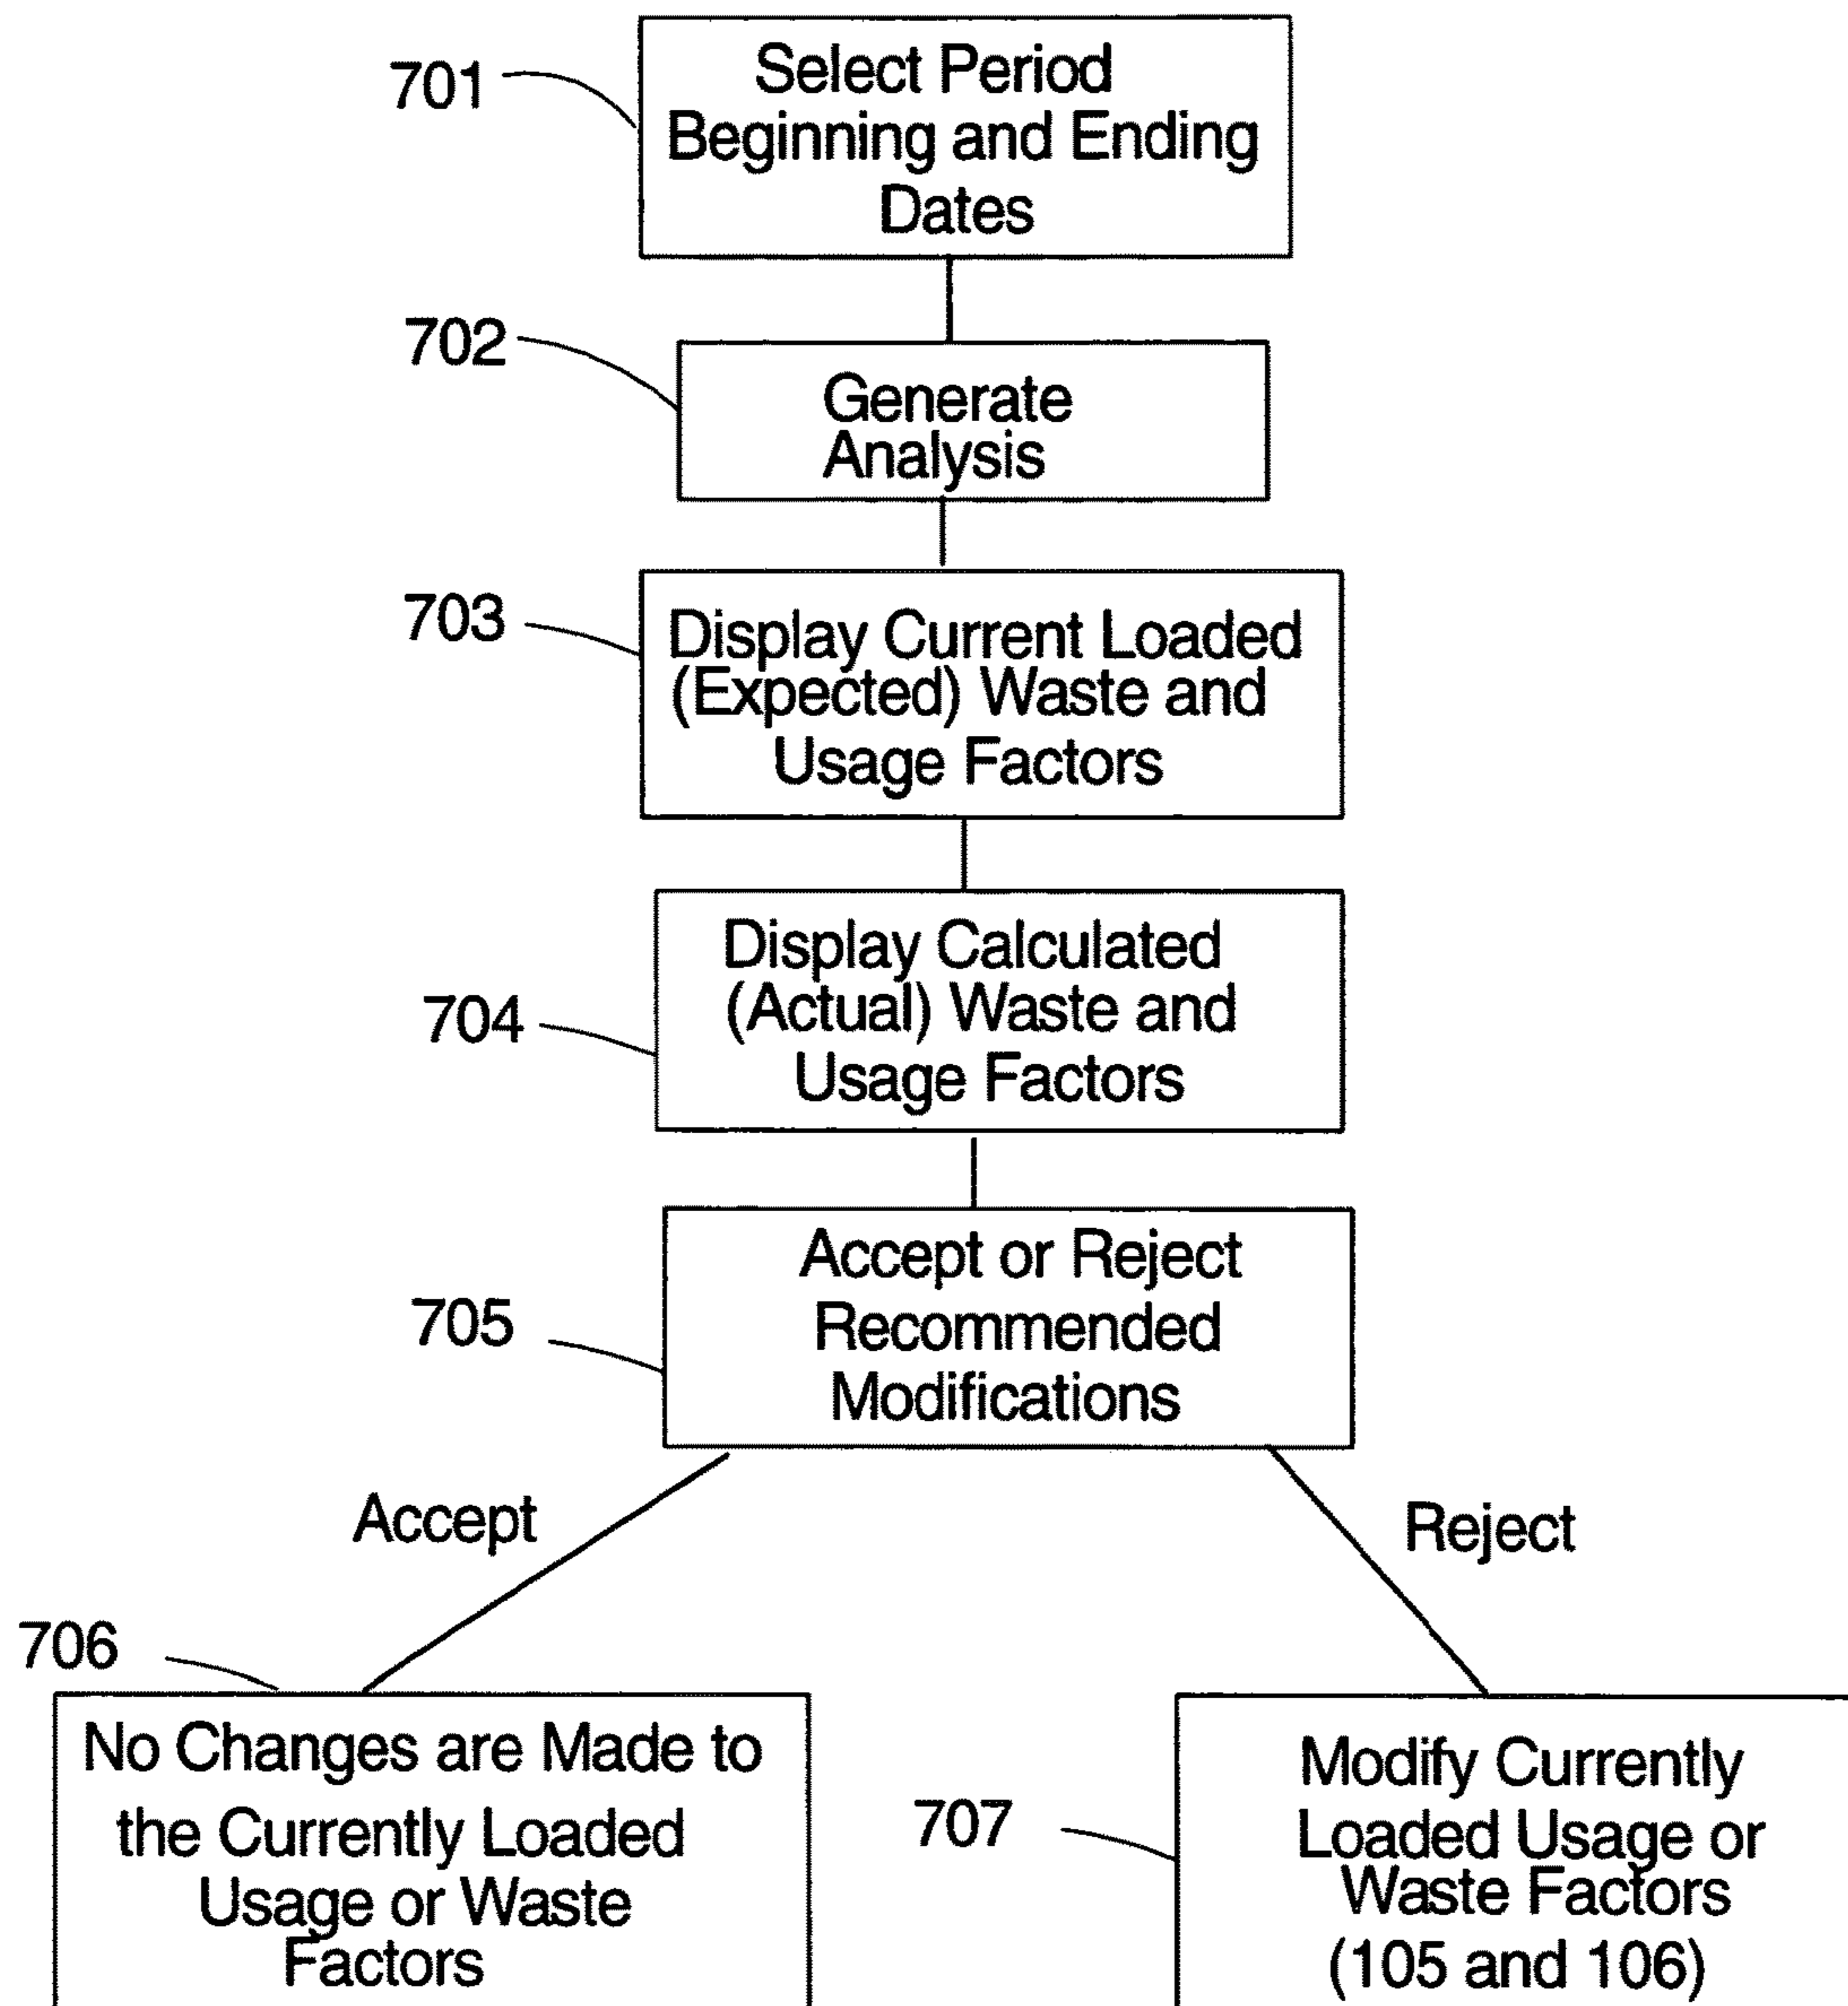 701
Select Period
Beginning and Ending
Dates
702
Generate
Analysis
703
Display Current Loaded
(Expected) Waste and
Usage Factors
704
Display Calculated
(Actual) Waste and
Usage Factors
705
Accept or Reject
Recommended
Modifications
Accept
Reject
706
No Changes are Made to
the Currently Loaded
Usage or Waste
Factors
707
Modify Currently
Loaded Usage or
Waste Factors
(105 and 106)